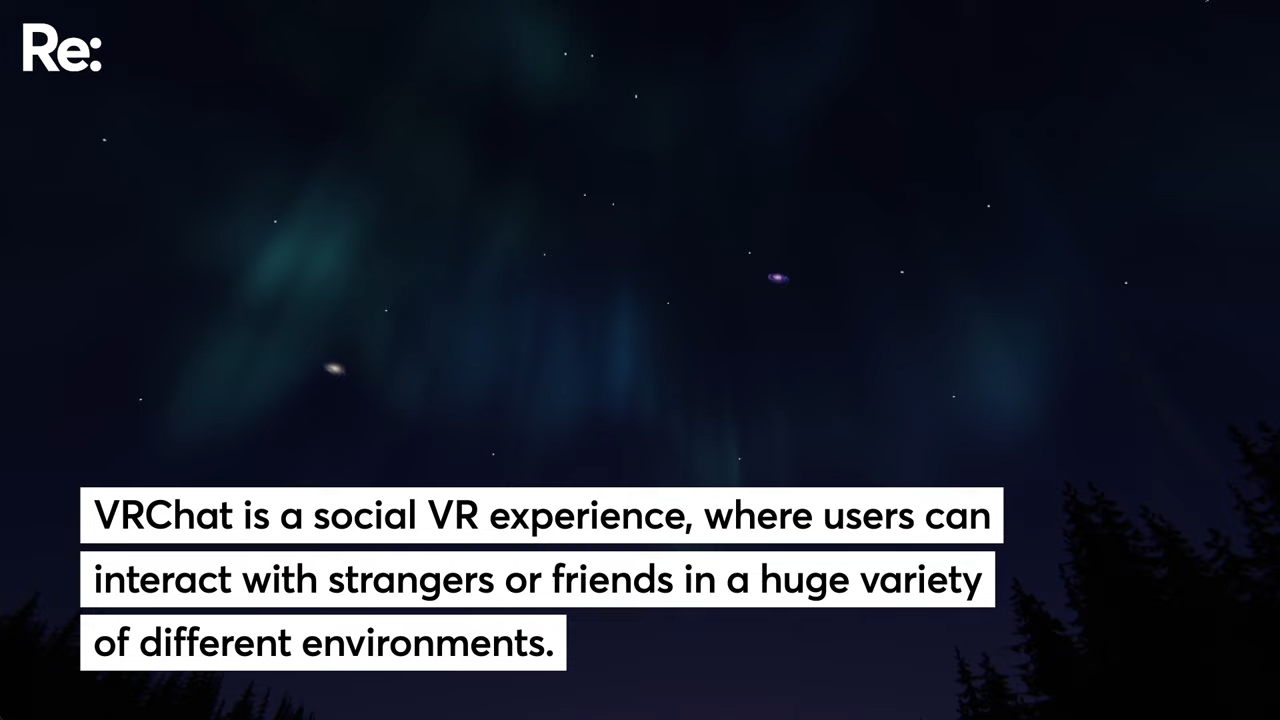 Re:
VRChat is a social VR experience, where users can
interact with strangers or friends in a huge variety
of different environments.